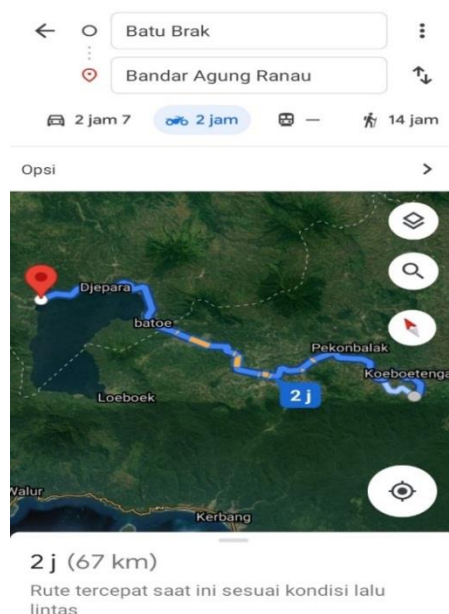 Batu Brak
Bandar Agung Ranau
2 jam 7 2 jam — 14 jam
Opsi
Djepara
batoe
Pekonbalak
Koeboetenga
2 j
Loeboek
Walur
Kerbang
2 j (67 km)
Rute tercepat saat ini sesuai kondisi lalu
lintas